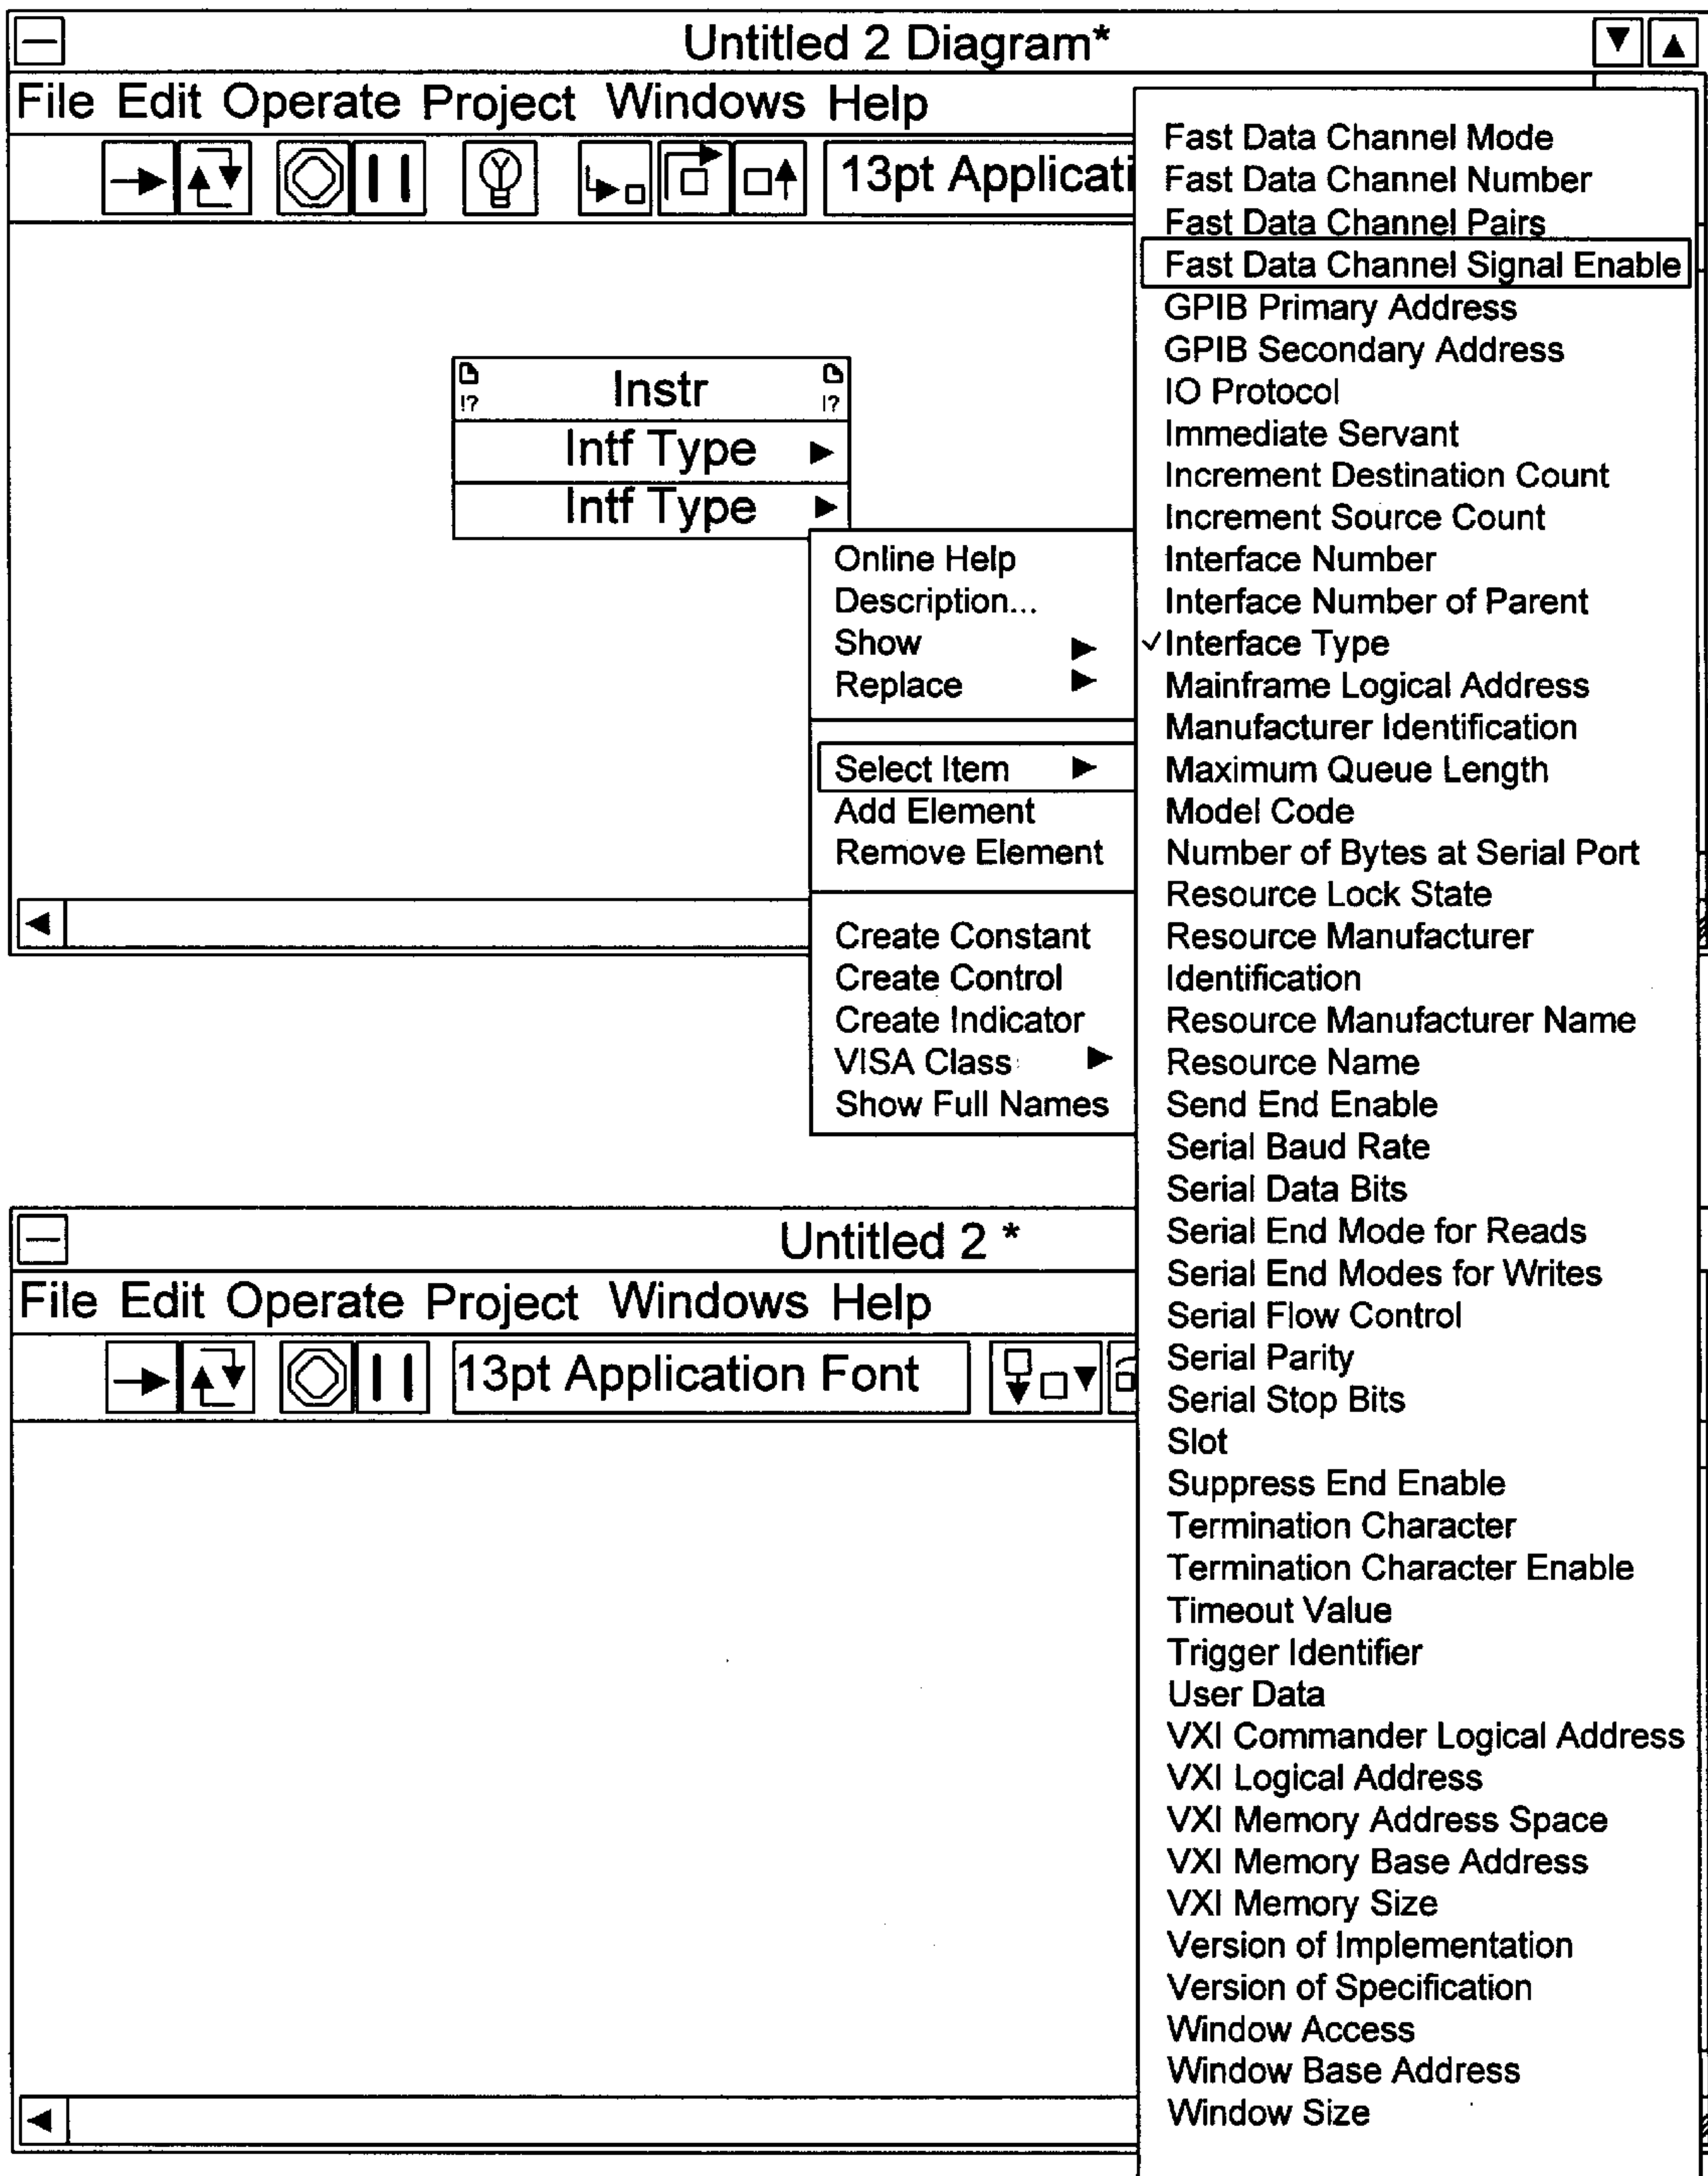 Untitled 2 Diagram*
File Edit Operate Project Windows Help
13pt Applicati
Instr
!?
!?
Intf Type
Intf Type
Online Help
Description...
Show
Replace
Select Item
Add Element
Remove Element
Create Constant
Create Control
Create Indicator
VISA Class
Show Full Names
Fast Data Channel Mode
Fast Data Channel Number
Fast Data Channel Pairs
Fast Data Channel Signal Enable
GPIB Primary Address
GPIB Secondary Address
IO Protocol
Immediate Servant
Increment Destination Count
Increment Source Count
Interface Number
Interface Number of Parent
✓Interface Type
Mainframe Logical Address
Manufacturer Identification
Maximum Queue Length
Model Code
Number of Bytes at Serial Port
Resource Lock State
Resource Manufacturer
Identification
Resource Manufacturer Name
Resource Name
Send End Enable
Serial Baud Rate
Serial Data Bits
Serial End Mode for Reads
Serial End Modes for Writes
Serial Flow Control
Serial Parity
Serial Stop Bits
Slot
Suppress End Enable
Termination Character
Termination Character Enable
Timeout Value
Trigger Identifier
User Data
VXI Commander Logical Address
VXI Logical Address
VXI Memory Address Space
VXI Memory Base Address
VXI Memory Size
Version of Implementation
Version of Specification
Window Access
Window Base Address
Window Size
Untitled 2 *
File Edit Operate Project Windows Help
13pt Application Font